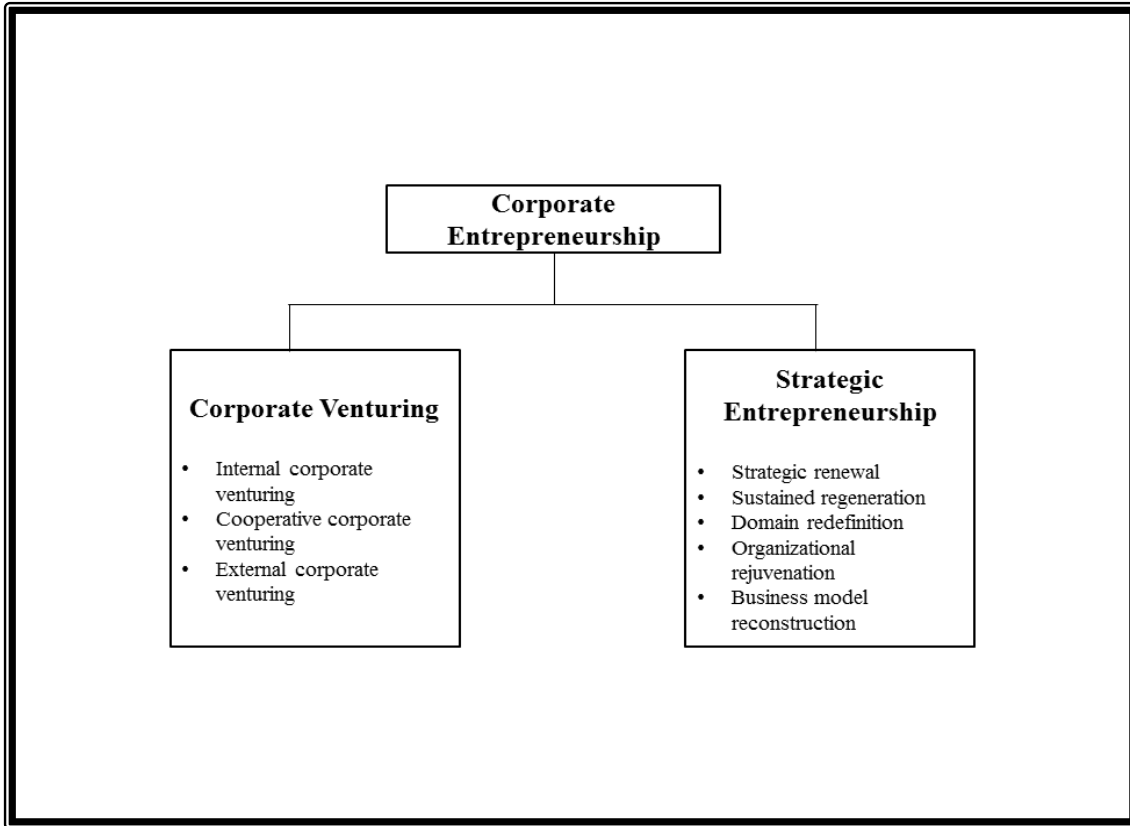 Corporate
Entrepreneurship
Corporate Venturing
• Internal corporate
venturing
• Cooperative corporate
venturing
• External corporate
venturing
Strategic
Entrepreneurship
• Strategic renewal
• Sustained regeneration
• Domain redefinition
• Organizational
rejuvenation
• Business model
reconstruction